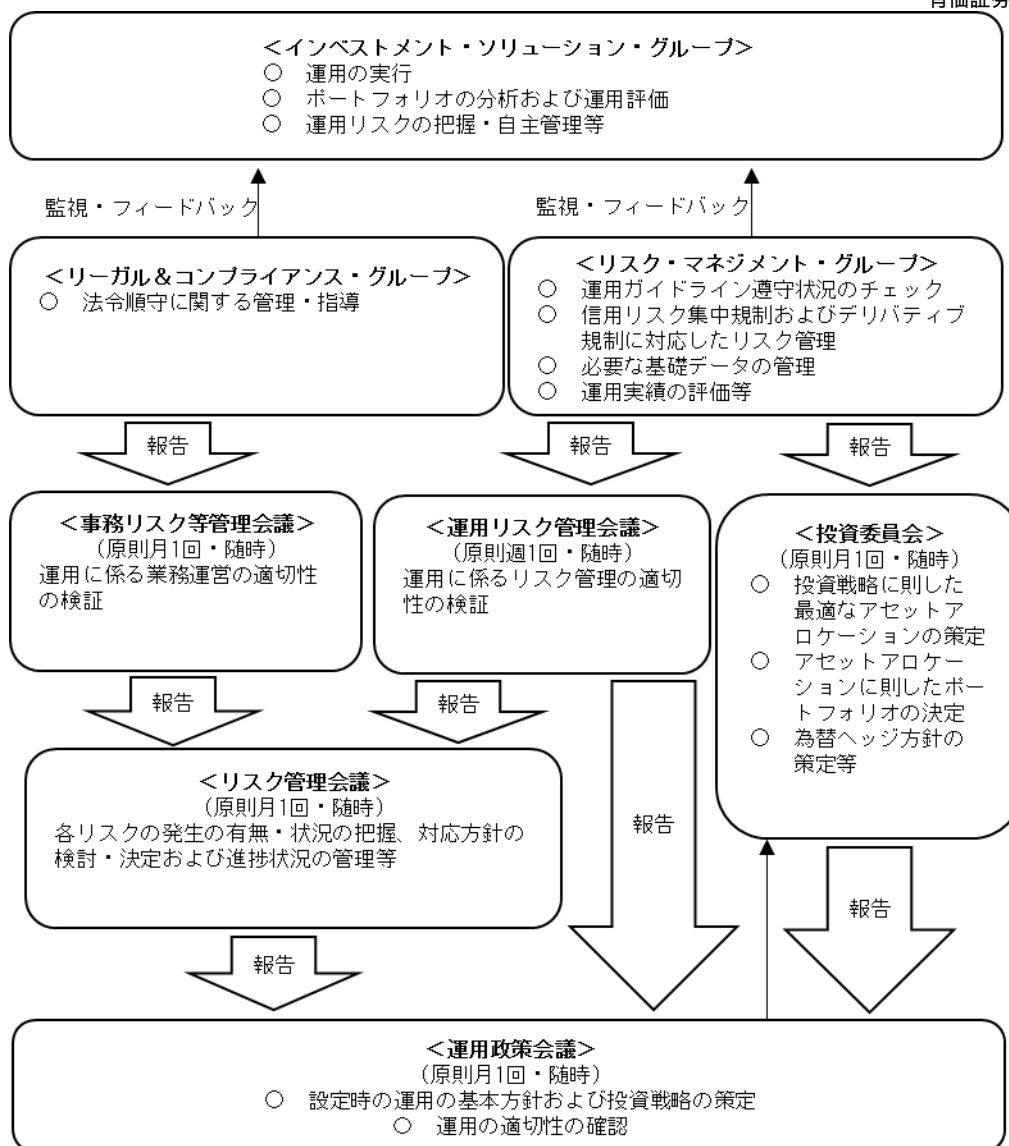 <インベストメント・ソリューション・グループ>
○ 運用の実行
○ ポートフォリオの分析および運用評価
○ 運用リスクの把握・自主管理等
監視・フィードバック
監視・フィードバック
<リーガル&コンプライアンス・グループ>
○ 法令順守に関する管理・指導
<リスク・マネジメント・グループ>
○ 運用ガイドライン遵守状況のチェック
○ 信用リスク集中規制およびデリバティブ
規制に対応したリスク管理
○ 必要な基礎データの管理
○ 運用実績の評価等
報告
報告
報告
<事務リスク等管理会議>
(原則月1回・随時)
運用に係る業務運営の適切性
の検証
<運用リスク管理会議>
(原則週1回・随時)
運用に係るリスク管理の適切
性の検証
<投資委員会>
(原則月1回・随時)
○ 投資戦略に則した
最適なアセットア
ロケーションの策定
○ アセットアロケー
ションに則したポー
トフォリオの決定
○ 為替ヘッジ方針の
策定等
報告
報告
<リスク管理会議>
(原則月1回・随時)
各リスクの発生の有無・状況の把握、対応方針の
検討・決定および進捗状況の管理等
報告
報告
報告
<運用政策会議>
(原則月1回・随時)
○ 設定時の運用の基本方針および投資戦略の策定
○ 運用の適切性の確認